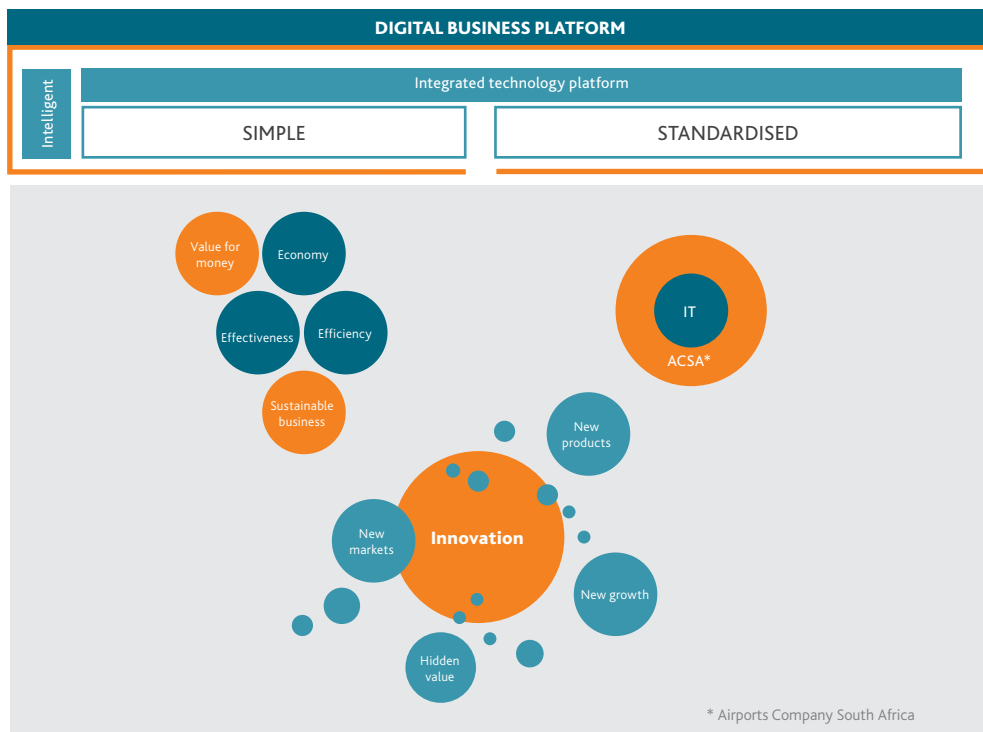 DIGITAL BUSINESS PLATFORM
Intelligent
Integrated technology platform
SIMPLE
STANDARDISED
Value for
money
Economy
Effectiveness
Efficiency
Sustainable
business
IT
ACSA*
New
products
New
markets
Innovation
New growth
Hidden
value
* Airports Company South Africa